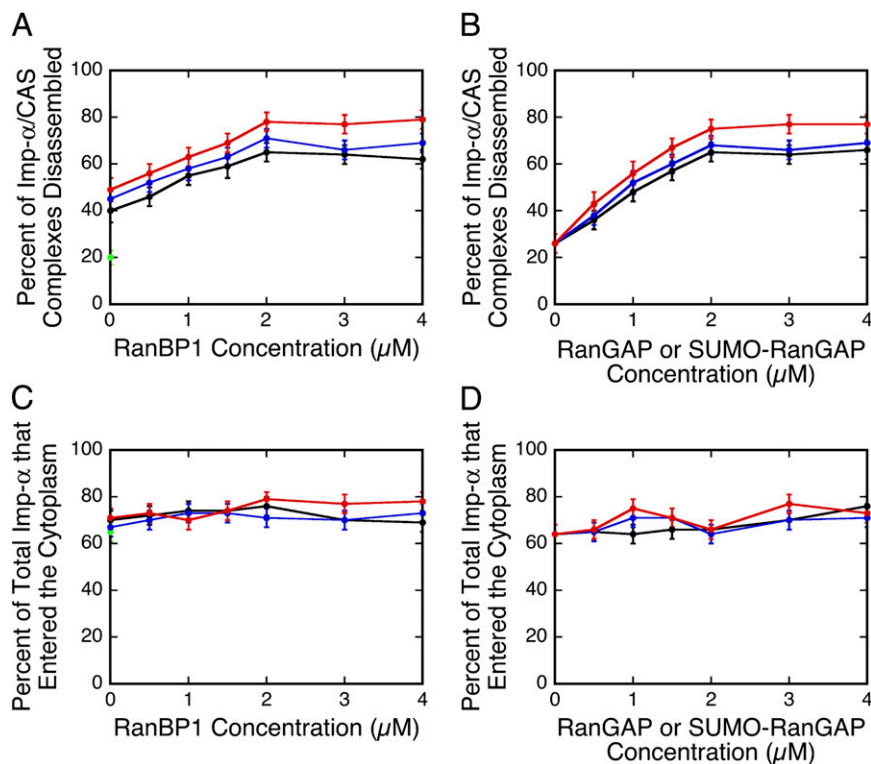 A
Percent of Imp-α/CAS
Complexes Disassembled
100
80
60
40
20
0
0 1 2 3 4
RanBP1 Concentration (µM)
B
Percent of Imp-α/CAS
Complexes Disassembled
100
80
60
40
20
0
0 1 2 3 4
RanGAP or SUMO-RanGAP
Concentration (µM)
C
Percent of Total Imp-α that
Entered the Cytoplasm
100
80
60
40
20
0
0 1 2 3 4
RanBP1 Concentration (µM)
D
Percent of Total Imp-α that
Entered the Cytoplasm
100
80
60
40
20
0
0 1 2 3 4
RanGAP or SUMO-RanGAP
Concentration (µM)